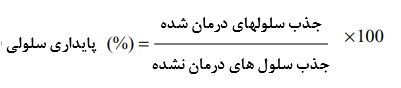 جذب سلولهای درمان شده
پایداری سلولی (%) = ×100
جذب سلول های درمان نشده